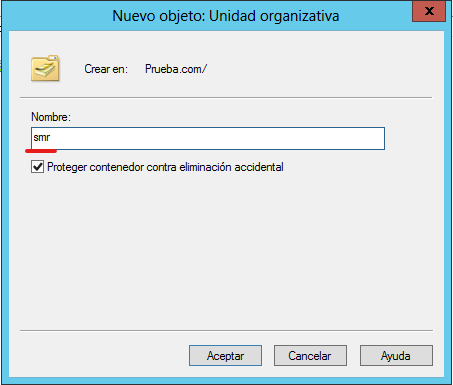 Nuevo objeto: Unidad organizativa
x
Crear en: Prueba.com/
Nombre:
smr
Proteger contenedor contra eliminación accidental
Aceptar Cancelar Ayuda